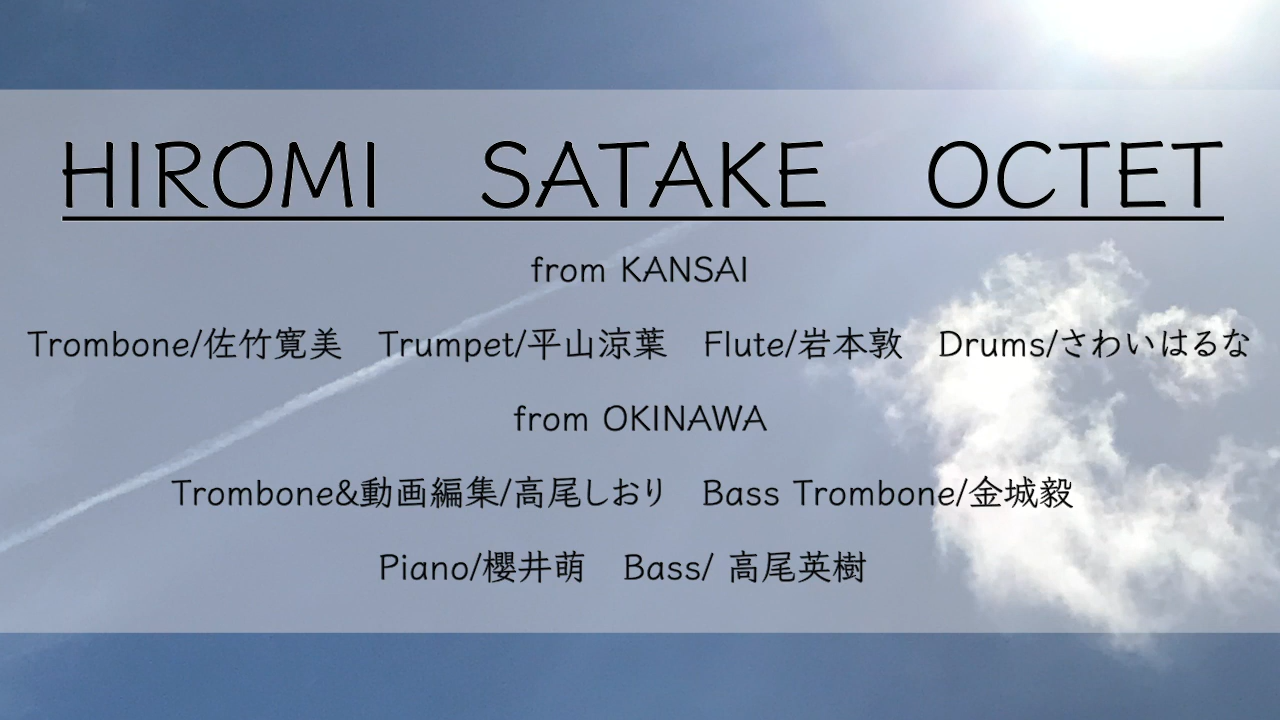 HIROMI　SATAKE　OCTET
from KANSAI
Trombone/佐竹寛美　Trumpet/平山涼葉　Flute/岩本敦　Drums/さわいはるな
from OKINAWA
Trombone&動画編集/高尾しおり　Bass Trombone/金城毅
Piano/櫻井萌　Bass/ 高尾英樹